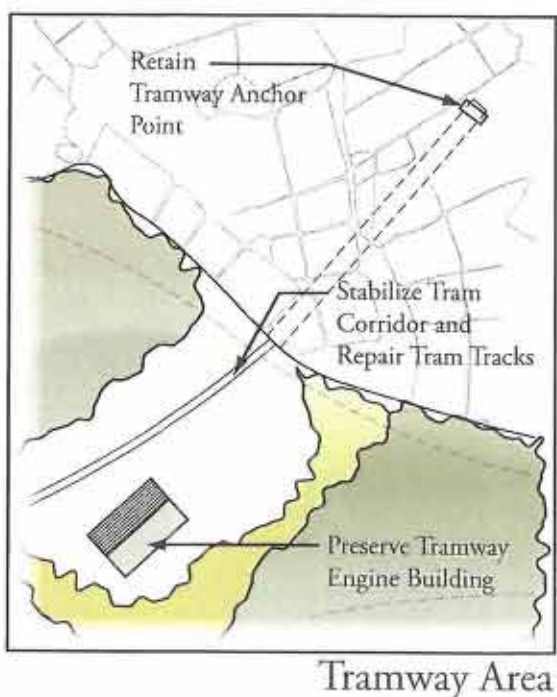 Retain
Tramway Anchor
Point
Stabilize Tram
Corridor and
Repair Tram Tracks
Preserve Tramway
Engine Building
Tramway Area